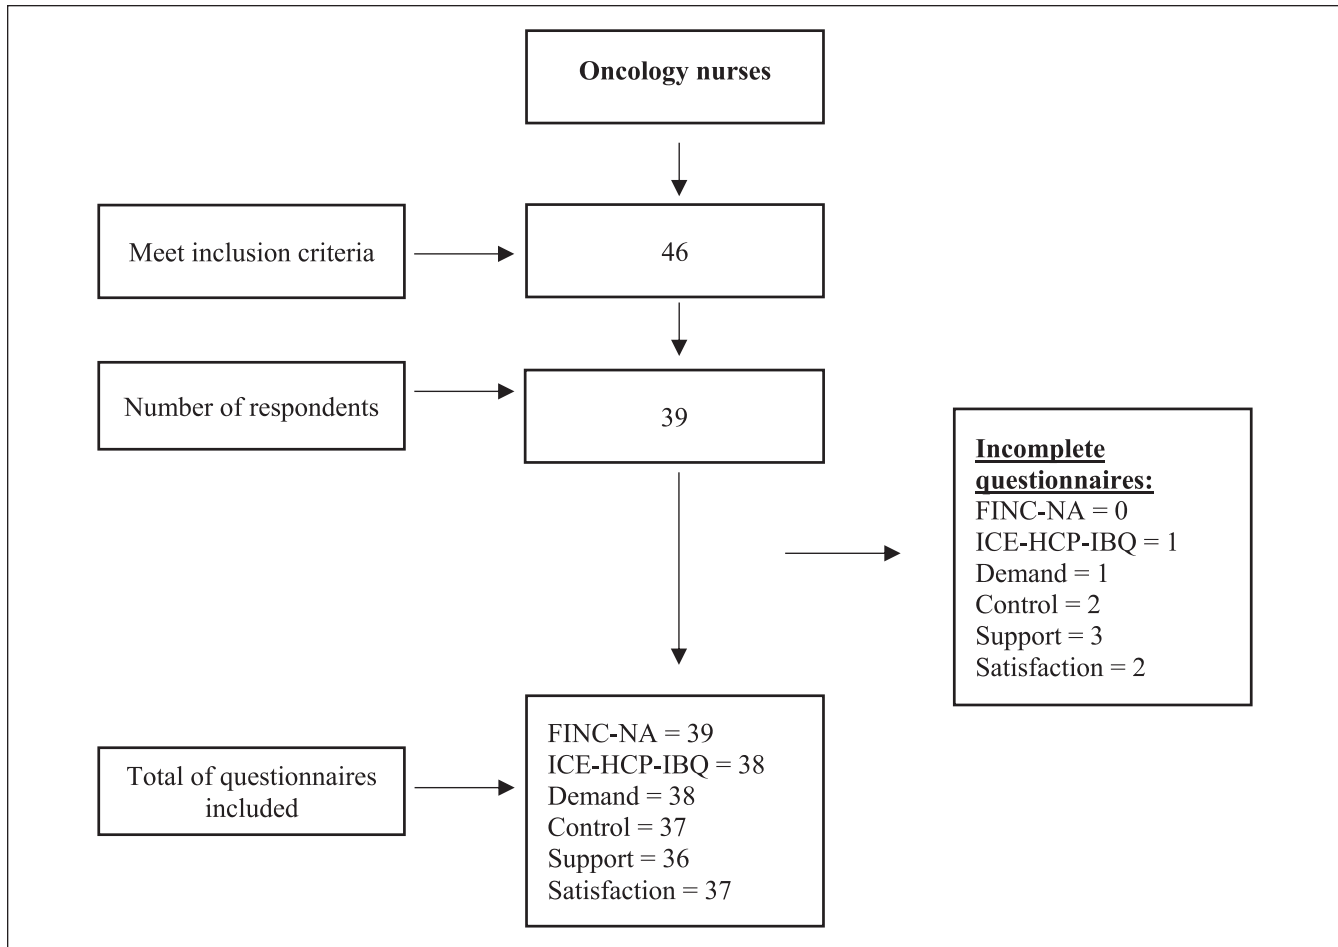 Oncology nurses
Meet inclusion criteria
46
Number of respondents
39
Incomplete
questionnaires:
FINC-NA = 0
ICE-HCP-IBQ = 1
Demand = 1
Control = 2
Support = 3
Satisfaction = 2
Total of questionnaires
included
FINC-NA = 39
ICE-HCP-IBQ = 38
Demand = 38
Control = 37
Support = 36
Satisfaction = 37